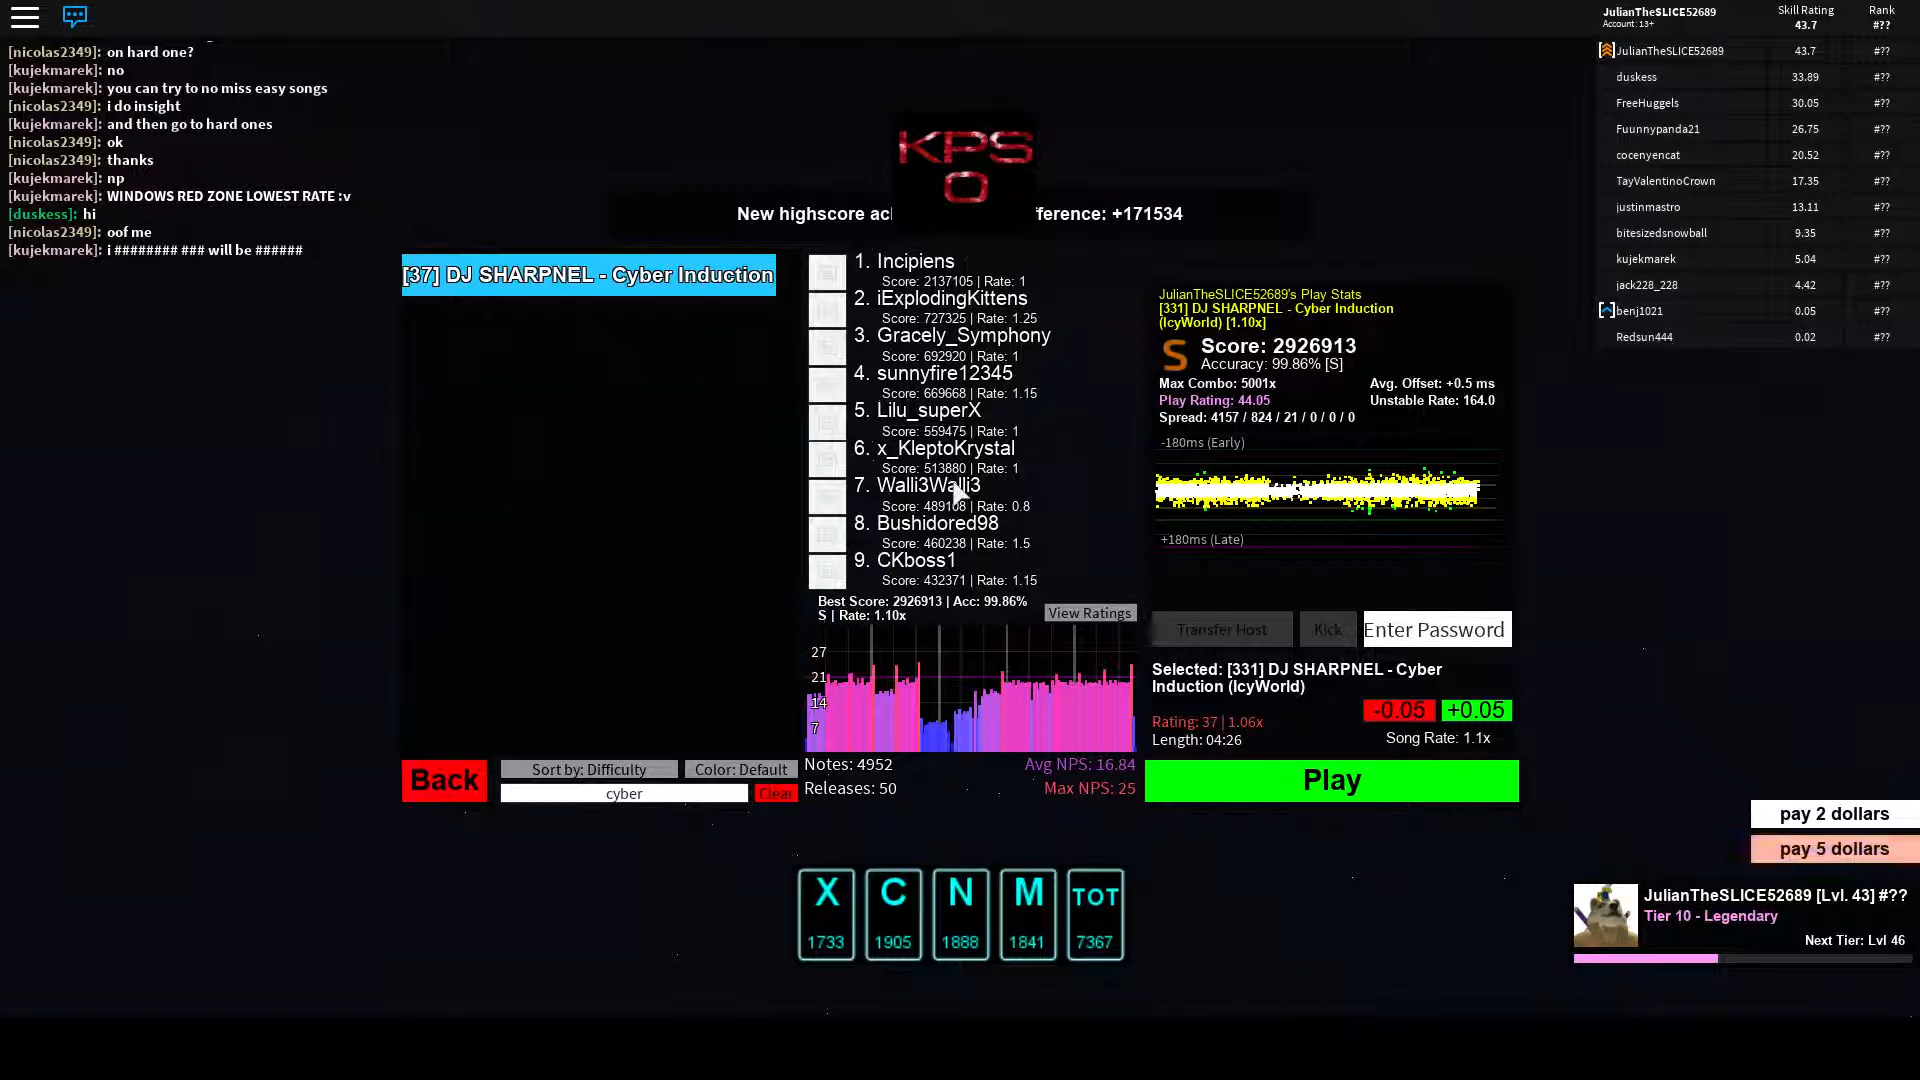 [nicolas2349]: on hard one?
[kujekmarek]: no
[kujekmarek]: you can try to no miss easy songs
[nicolas2349]: i do insight
[kujekmarek]: and then go to hard ones
[nicolas2349]: ok
[nicolas2349]: thanks
[kujekmarek]: np
[kujekmarek]: WINDOWS RED ZONE LOWEST RATE :v
[duskess]: hi
[nicolas2349]: oof me
[kujekmarek]: i ######## ### will be ######
KPS
0
New highscore acl fference: +171534
[37] DJ SHARPNEL - Cyber Induction
1. Incipiens
Score: 2137105 | Rate: 1
2. iExplodingKittens
Score: 727325 | Rate: 1.25
3. Gracely_Symphony
Score: 692920 | Rate: 1
4. sunnyfire12345
Score: 669668 | Rate: 1.15
5. Lilu_superX
Score: 559475 | Rate: 1
6. x_KleptoKrystal
Score: 513880 | Rate: 1
7. Walli3Walli3
Score: 489108 | Rate: 0.8
8. Bushidored98
Score: 460238 | Rate: 1.5
9. CKboss1
Score: 432371 | Rate: 1.15
Best Score: 2926913 | Acc: 99.86%
S | Rate: 1.10x
View Ratings
27
21
14
7
Notes: 4952
Avg NPS: 16.84
Releases: 50
Max NPS: 25
JulianTheSLICE52689's Play Stats
[331] DJ SHARPNEL - Cyber Induction
(IcyWorld) [1.10x]
S
Score: 2926913
Accuracy: 99.86% [S]
Max Combo: 5001x
Avg. Offset: +0.5 ms
Play Rating: 44.05
Unstable Rate: 164.0
Spread: 4157 / 824 / 21 / 0 / 0 / 0
-180ms (Early)
+180ms (Late)
Transfer Host
Kick
Enter Password
Selected: [331] DJ SHARPNEL - Cyber
Induction (IcyWorld)
-0.05
+0.05
Rating: 37 | 1.06x
Length: 04:26
Song Rate: 1.1x
Play
Back
Sort by: Difficulty
Color: Default
cyber
Clear
X
1733
C
1905
N
1888
M
1841
TOT
7367
JulianTheSLICE52689
Account: 13+
Skill Rating
43.7
Rank
#??
JulianTheSLICE52689 43.7 #??
duskess 33.89 #??
FreeHuggels 30.05 #??
Fuunnypanda21 26.75 #??
cocenyencat 20.52 #??
TayValentinoCrown 17.35 #??
justinmastro 13.11 #??
bitesizedsnowball 9.35 #??
kujekmarek 5.04 #??
jack228_228 4.42 #??
benj1021 0.05 #??
Redsun444 0.02 #??
pay 2 dollars
pay 5 dollars
JulianTheSLICE52689 [Lvl. 43] #??
Tier 10 - Legendary
Next Tier: Lvl 46